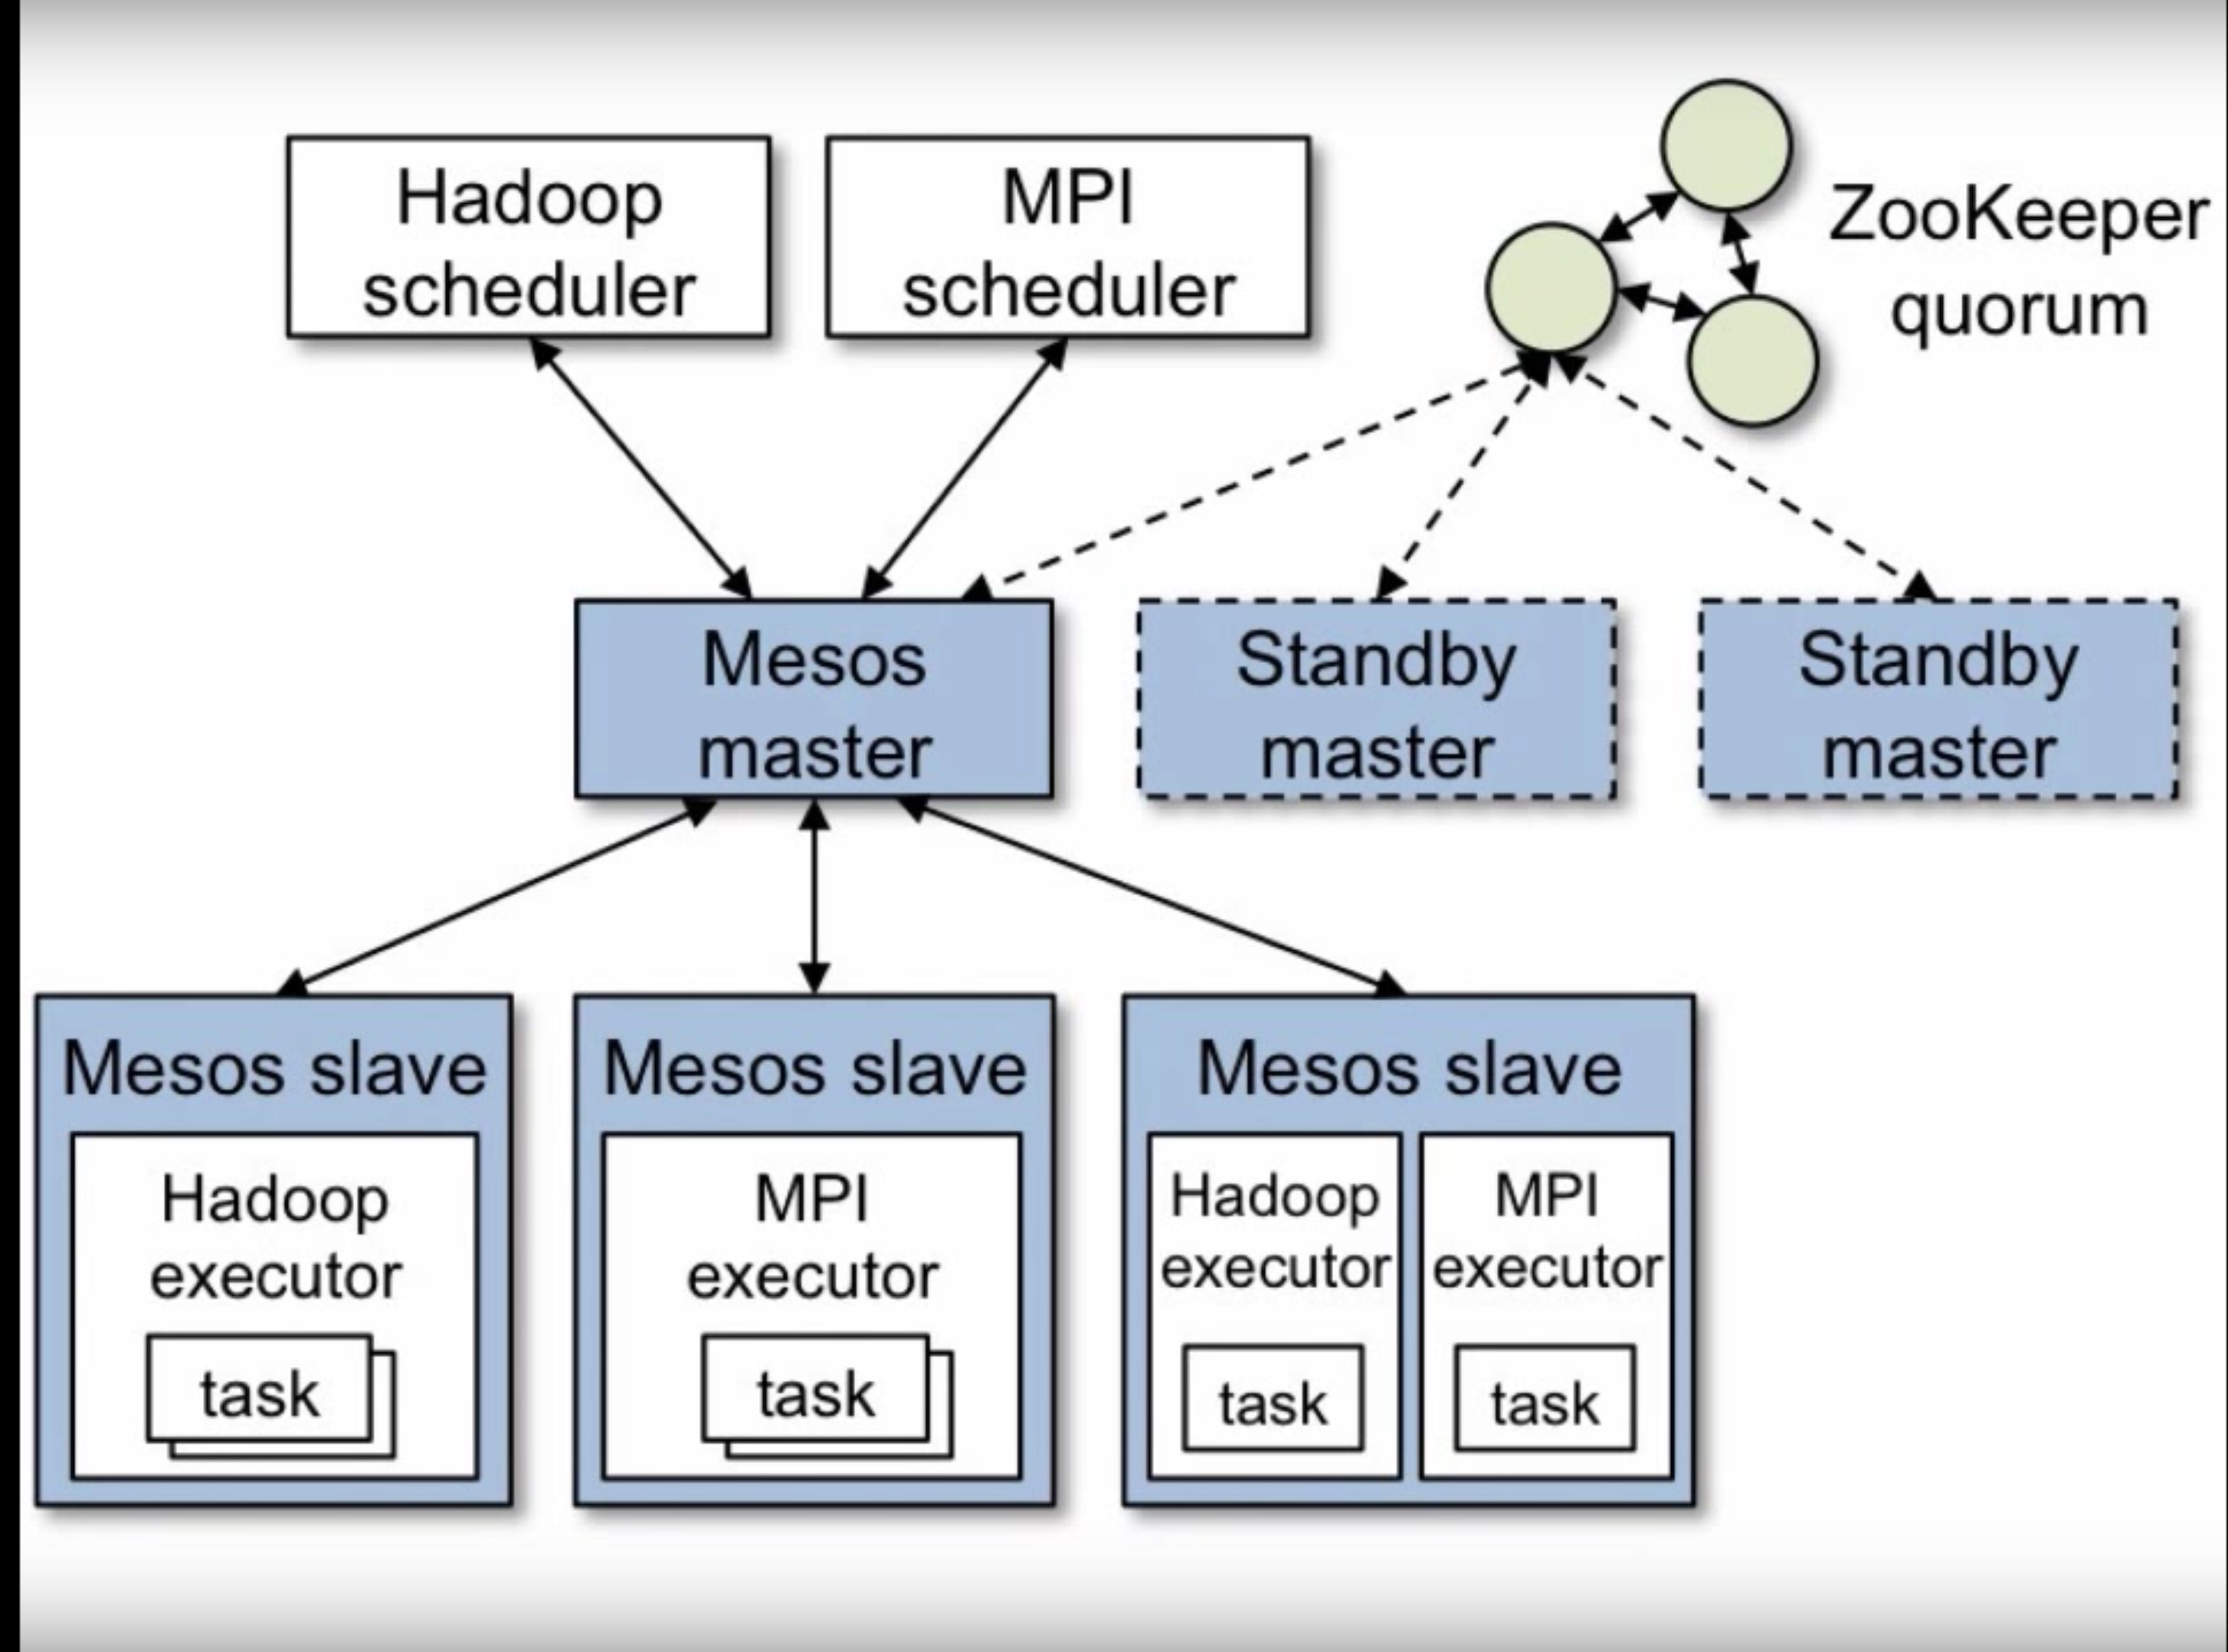 Hadoop
scheduler
MPI
scheduler
ZooKeeper
quorum
Mesos
master
Standby
master
Standby
master
Mesos slave
Hadoop
executor
task
Mesos slave
MPI
executor
task
Mesos slave
Hadoop
executor
task
MPI
executor
task